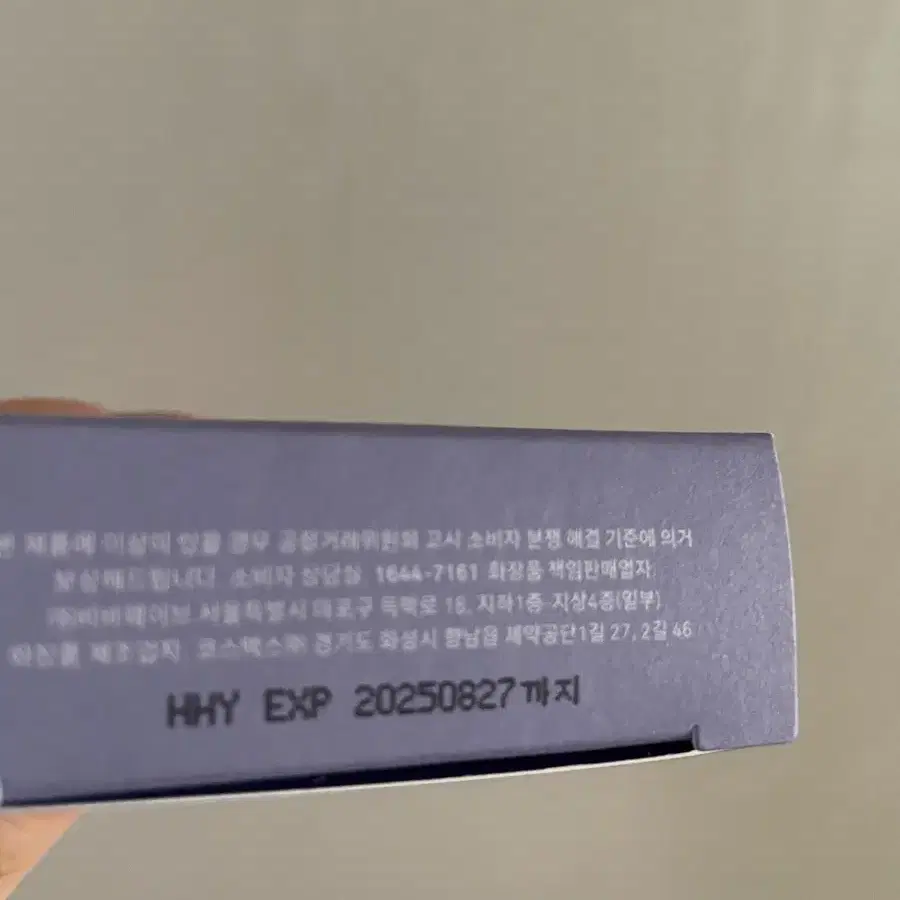 본 제품에 이상이 있을 경우 공정거래위원회 고시 소비자 분쟁 해결 기준에 의거
보상해드립니다. 소비자 상담실 1644-7161 화장품 책임판매업자
㈜비비웨이브 서울특별시 마포구 독막로 18, 지하1층-지상4층(일부)
제조업자 코스맥스㈜ 경기도 화성시 향남읍 제약공단1길 27, 2길 46
HHY EXP 20250827까지